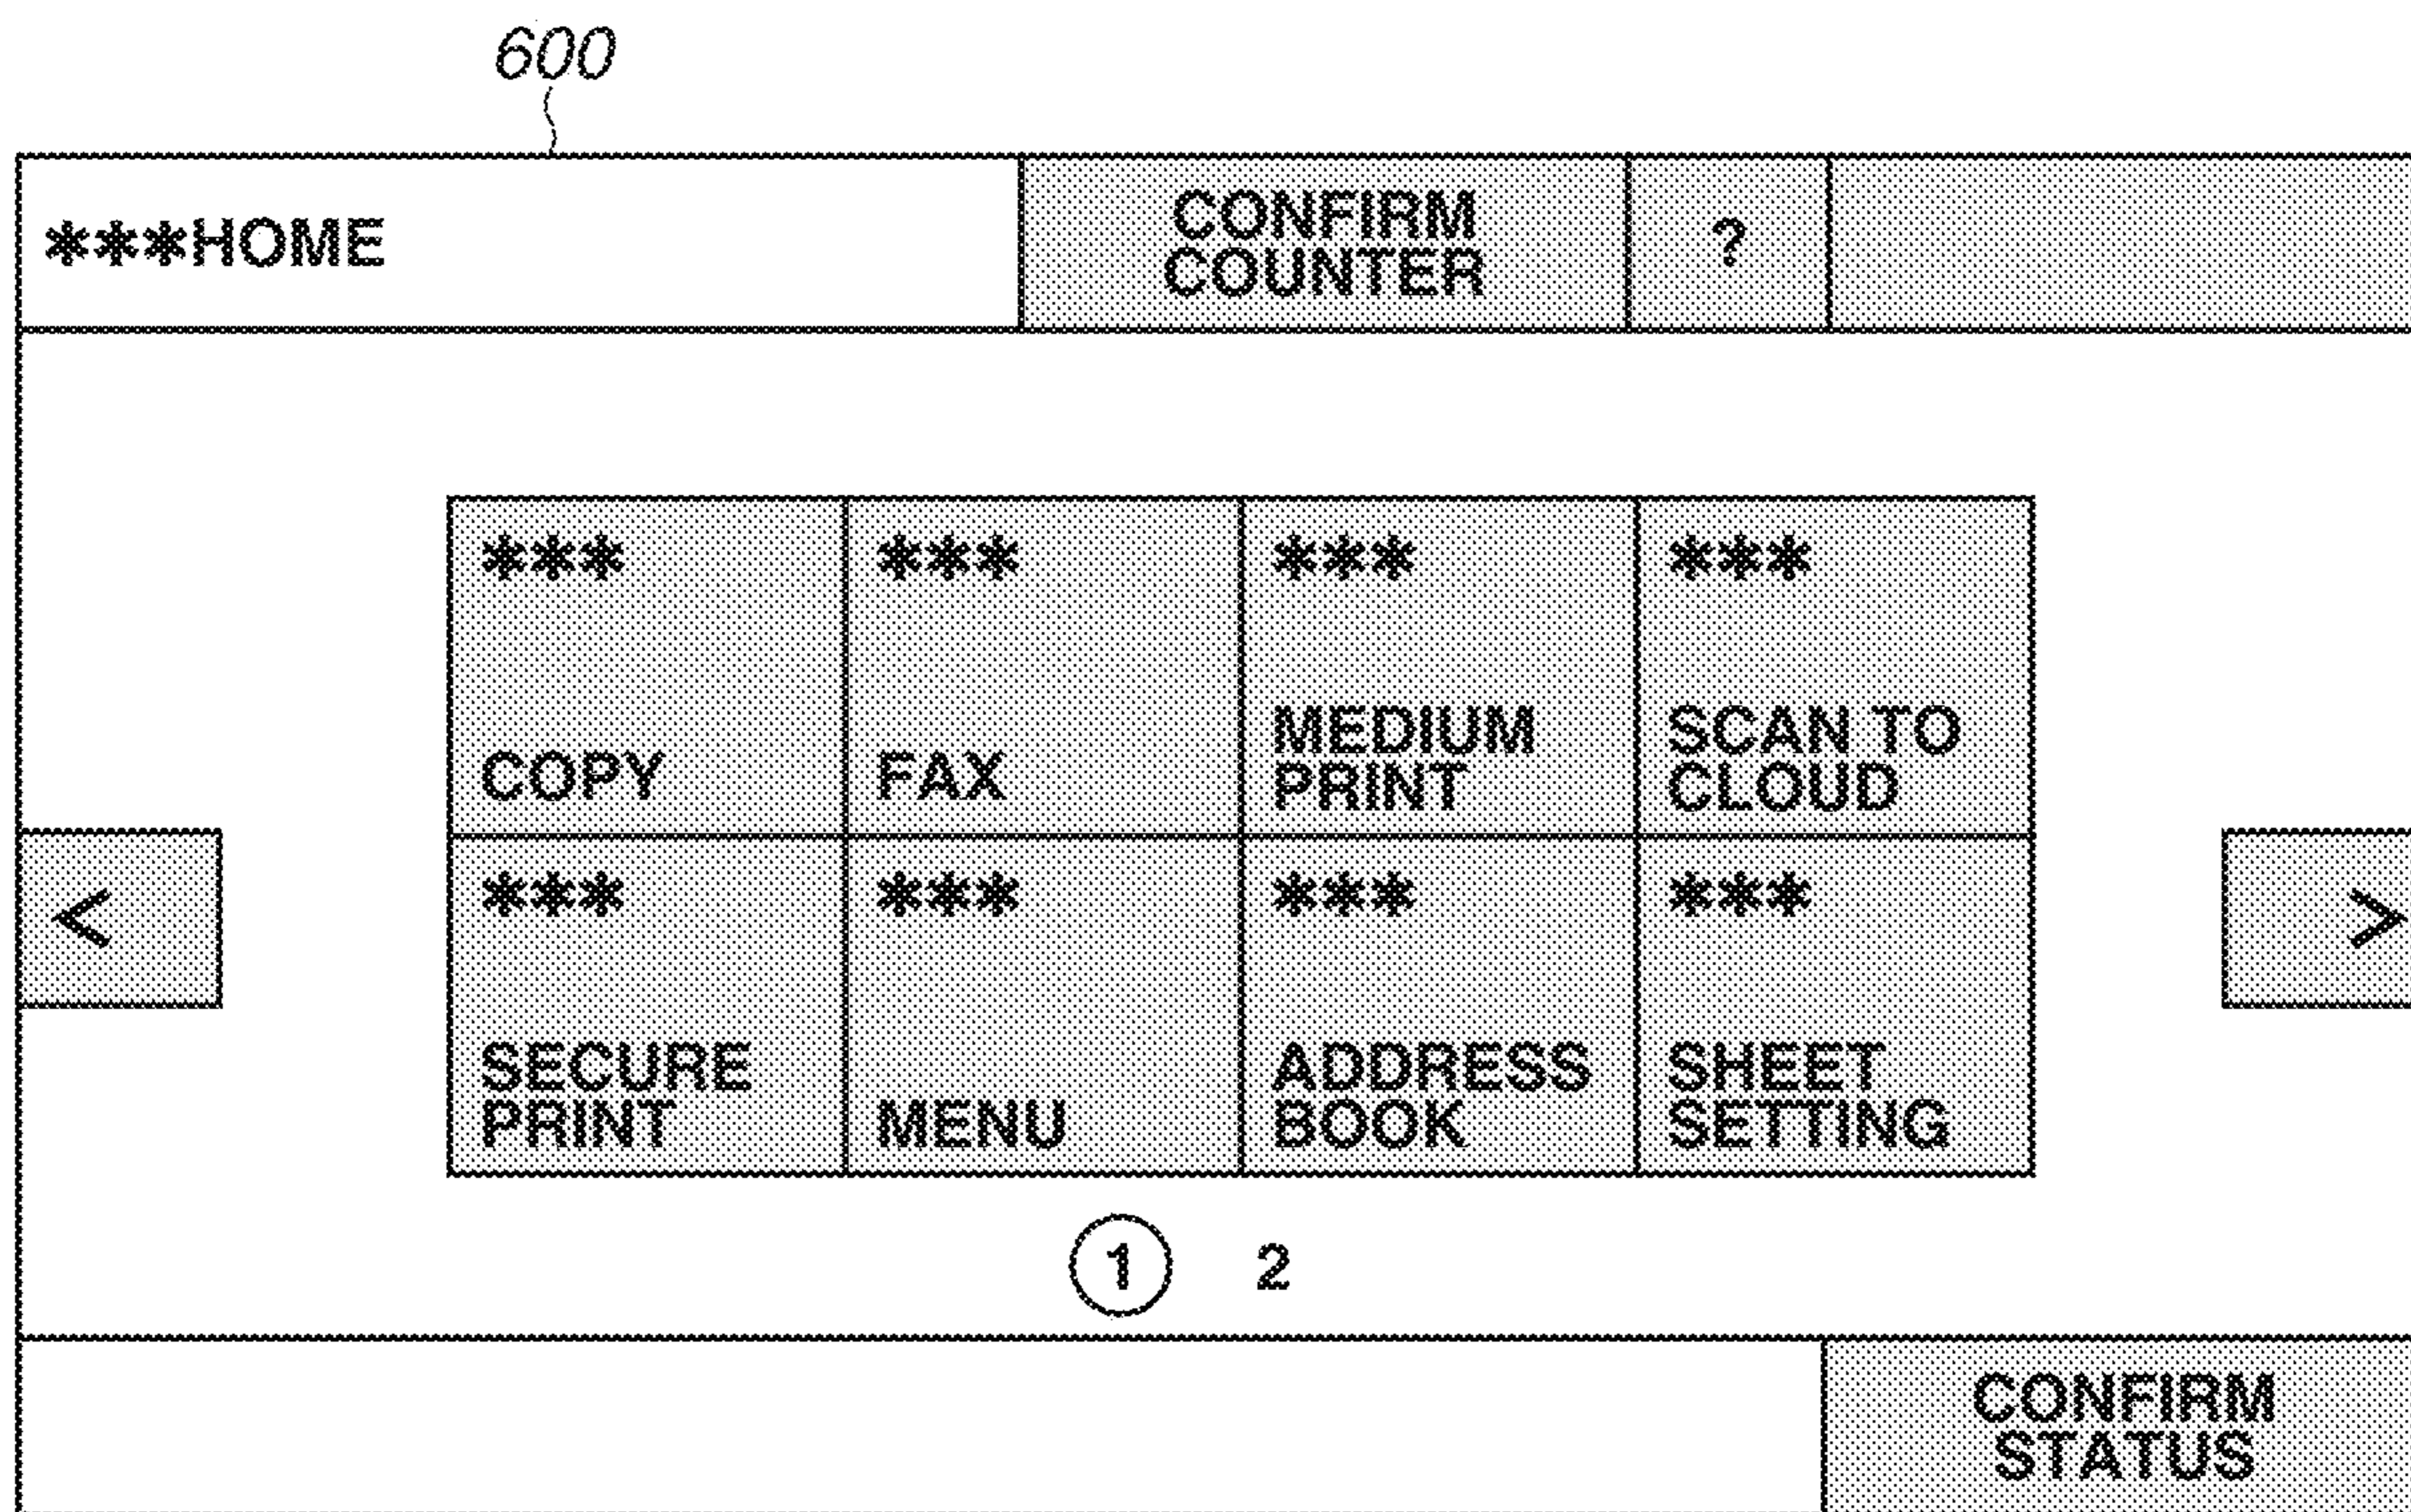 600
***HOME
CONFIRM
COUNTER
?
***
COPY
***
FAX
***
MEDIUM
PRINT
***
SCAN TO
CLOUD
<
***
SECURE
PRINT
***
MENU
***
ADDRESS
BOOK
***
SHEET
SETTING
>
1 2
CONFIRM
STATUS